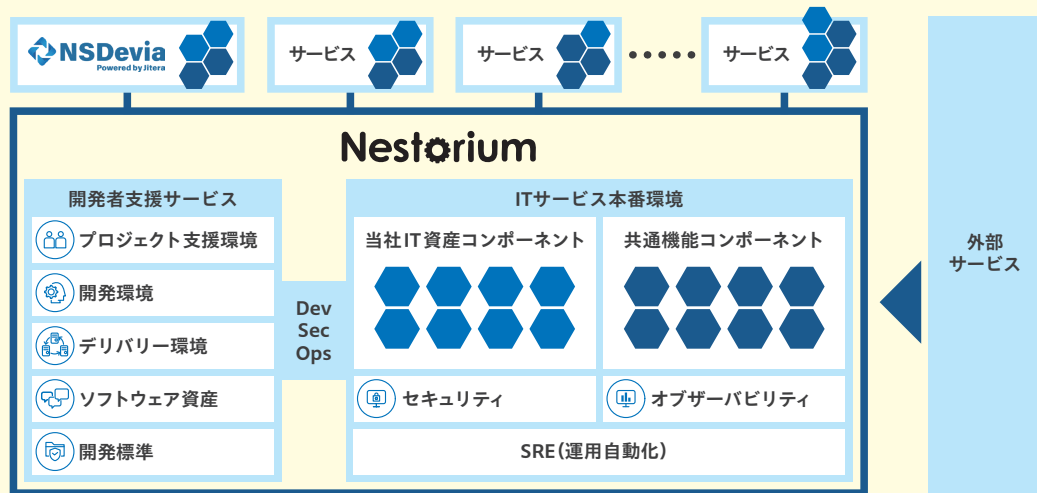 NSDevia
Powered by Jitera
サービス
サービス
サービス
Nestorium
開発者支援サービス
プロジェクト支援環境
開発環境
デリバリー環境
ソフトウェア資産
開発標準
Dev
Sec
Ops
ITサービス本番環境
当社IT資産コンポーネント
共通機能コンポーネント
セキュリティ
オブザーバビリティ
SRE(運用自動化)
外部
サービス